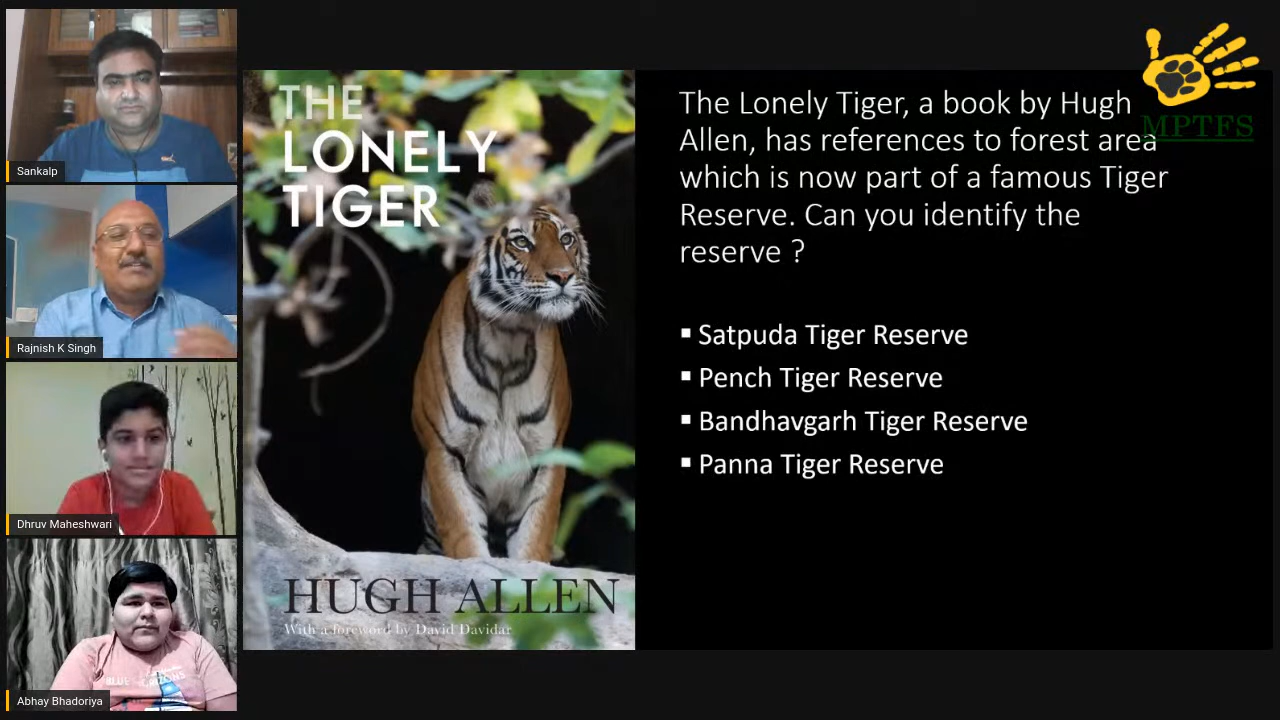 Sankalp
Rajnish K Singh
Dhruv Maheshwari
Abhay Bhadoriya
THE
LONELY
TIGER
HUGH ALLEN
With a foreword by David Davidar
The Lonely Tiger, a book by Hugh
Allen, has references to forest area
which is now part of a famous Tiger
Reserve. Can you identify the
reserve ?
▪ Satpuda Tiger Reserve
▪ Pench Tiger Reserve
▪ Bandhavgarh Tiger Reserve
▪ Panna Tiger Reserve
MPTFS